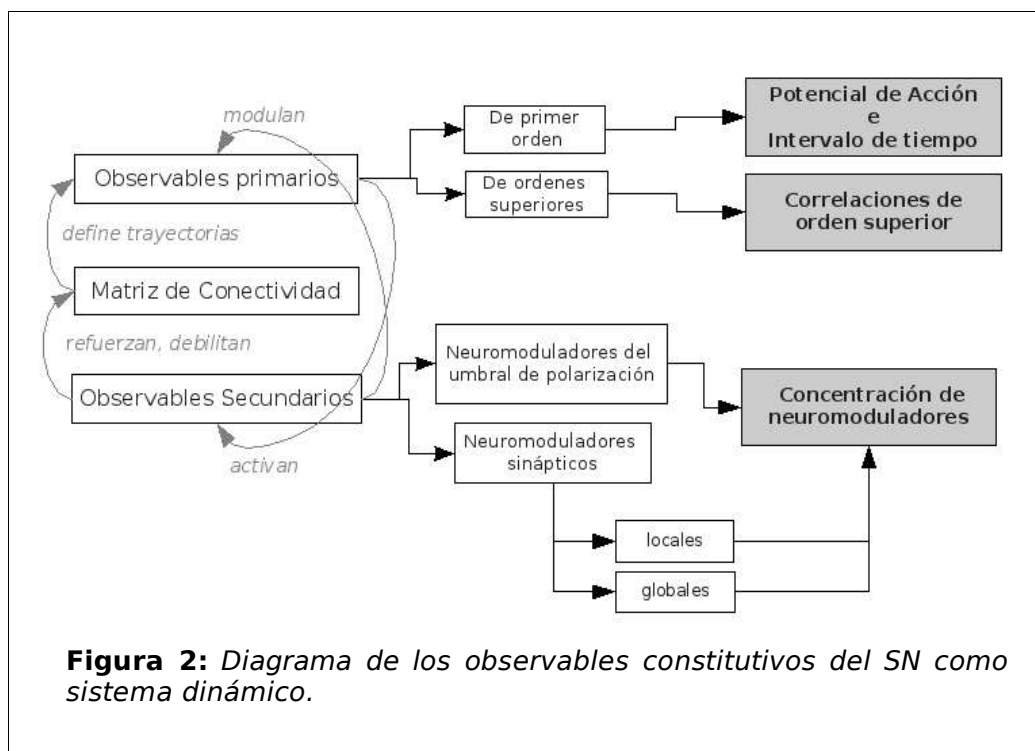 modulan
De primer
orden
Potencial de Acción
e
Intervalo de tiempo
Observables primarios
De ordenes
superiores
Correlaciones de
orden superior
define trayectorias
Matriz de Conectividad
refuerzan, debilitan
Observables Secundarios
activan
Neuromoduladores del
umbral de polarización
Concentración de
neuromoduladores
Neuromoduladores
sinápticos
locales
globales
Figura 2: Diagrama de los observables constitutivos del SN como
sistema dinámico.